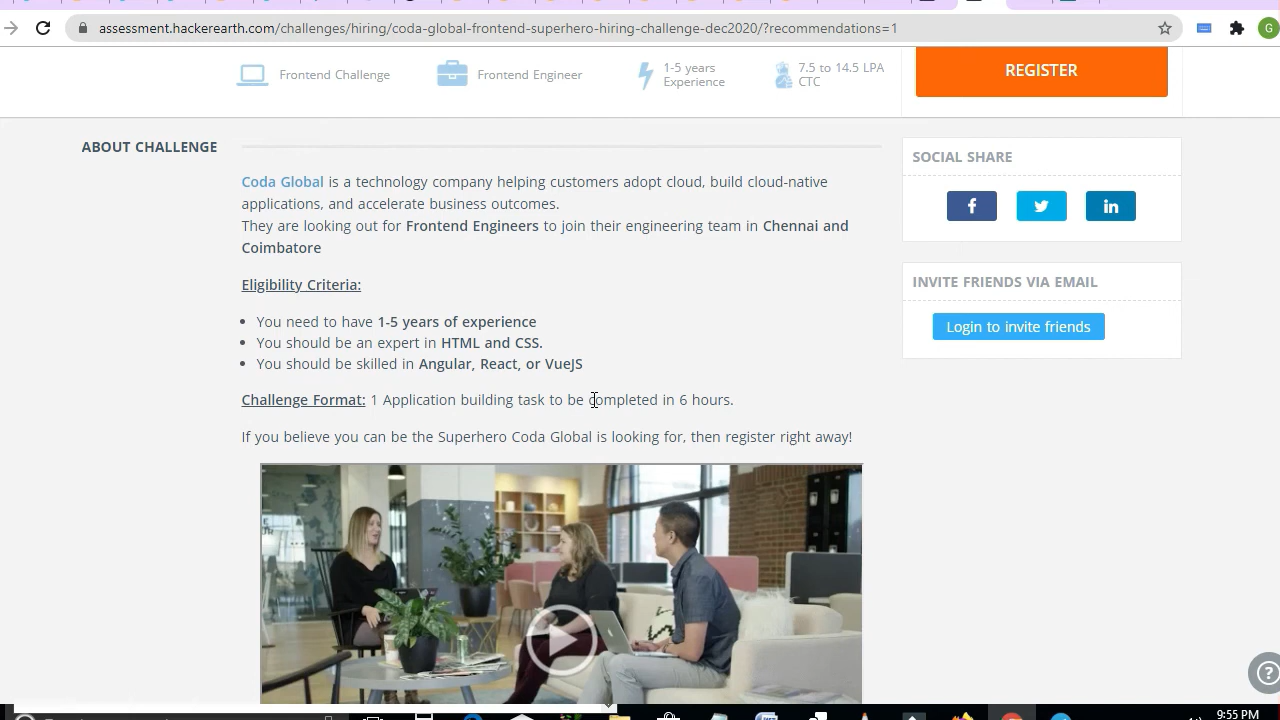 assessment.hackerearth.com/challenges/hiring/coda-global-frontend-superhero-hiring-challenge-dec2020/?recommendations=1
G
Frontend Challenge
Frontend Engineer
1-5 years
Experience
7.5 to 14.5 LPA
CTC
REGISTER
ABOUT CHALLENGE
Coda Global is a technology company helping customers adopt cloud, build cloud-native
applications, and accelerate business outcomes.
They are looking out for Frontend Engineers to join their engineering team in Chennai and
Coimbatore
Eligibility Criteria:
• You need to have 1-5 years of experience
• You should be an expert in HTML and CSS.
• You should be skilled in Angular, React, or VueJS
Challenge Format: 1 Application building task to be completed in 6 hours.
If you believe you can be the Superhero Coda Global is looking for, then register right away!
SOCIAL SHARE
INVITE FRIENDS VIA EMAIL
Login to invite friends
?
9:55 PM